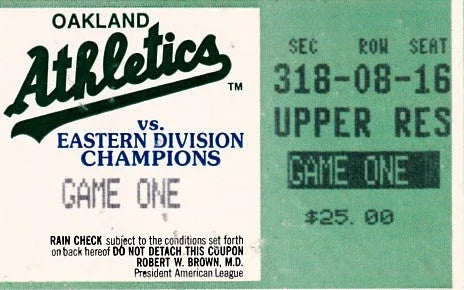 OAKLAND
Athletics™
vs.
EASTERN DIVISION
CHAMPIONS
GAME ONE
RAIN CHECK subject to the conditions set forth
on back hereof DO NOT DETACH THIS COUPON
ROBERT W. BROWN, M.D.
President American League
SEC ROW SEAT
318-08-16
UPPER RES
GAME ONE
$25.00